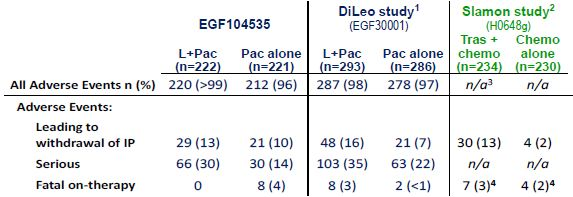 EGF104535 DiLeo study1 Slamon study2
(EGF30001) (H0648g)
L+Pac Pac alone L+Pac Pac alone Tras + chemo Chemo alone
(n=222) (n=221) (n=293) (n=286) (n=234) (n=230)
All Adverse Events n (%) 220 (>99) 212 (96) 287 (98) 278 (97) n/a3 n/a
Adverse Events:
Leading to
withdrawal of IP 29 (13) 21 (10) 48 (16) 21 (7) 30 (13) 4 (2)
Serious 66 (30) 30 (14) 103 (35) 63 (22) n/a n/a
Fatal on-therapy 0 8 (4) 8 (3) 2 (<1) 7 (3)4 4 (2)4